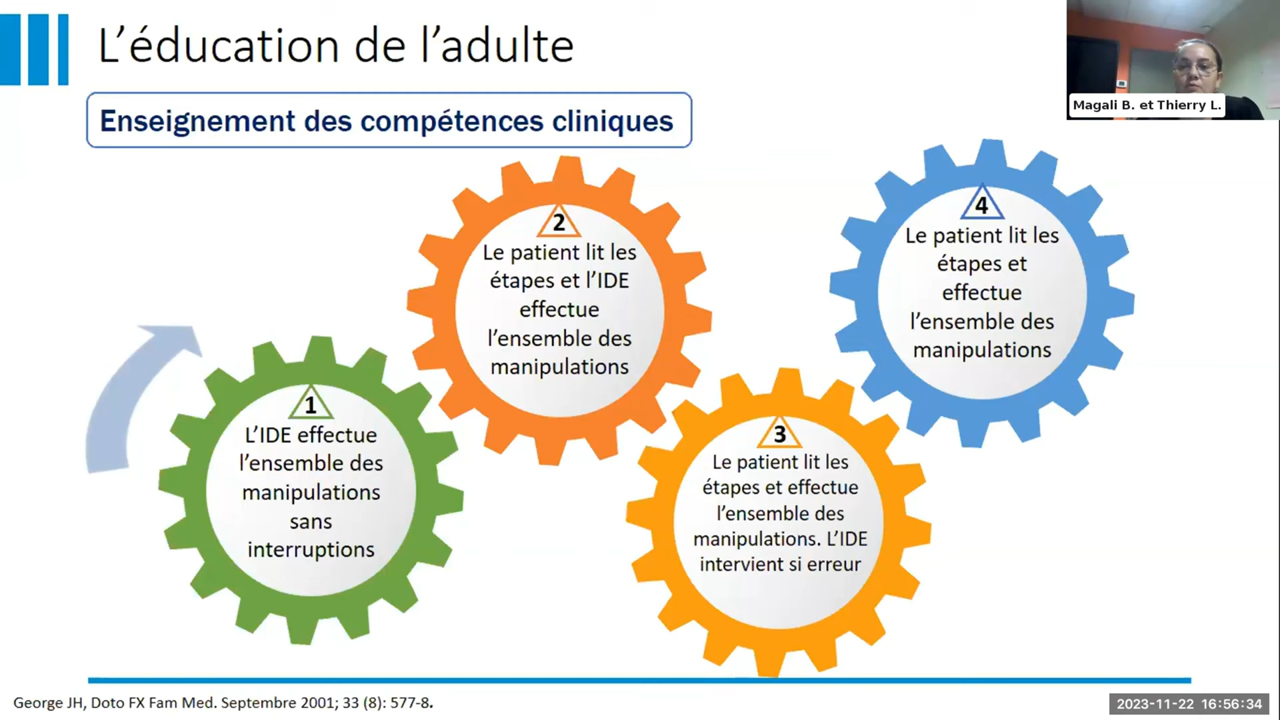 L’éducation de l’adulte
Magali B. et Thierry L.
Enseignement des compétences cliniques
1
L’IDE effectue
l’ensemble des
manipulations
sans
interruptions
2
Le patient lit les
étapes et l’IDE
effectue
l’ensemble des
manipulations
3
Le patient lit les
étapes et effectue
l’ensemble des
manipulations. L’IDE
intervient si erreur
4
Le patient lit les
étapes et
effectue
l’ensemble des
manipulations
George JH, Doto FX Fam Med. Septembre 2001; 33 (8): 577-8.
2023-11-22 16:56:34